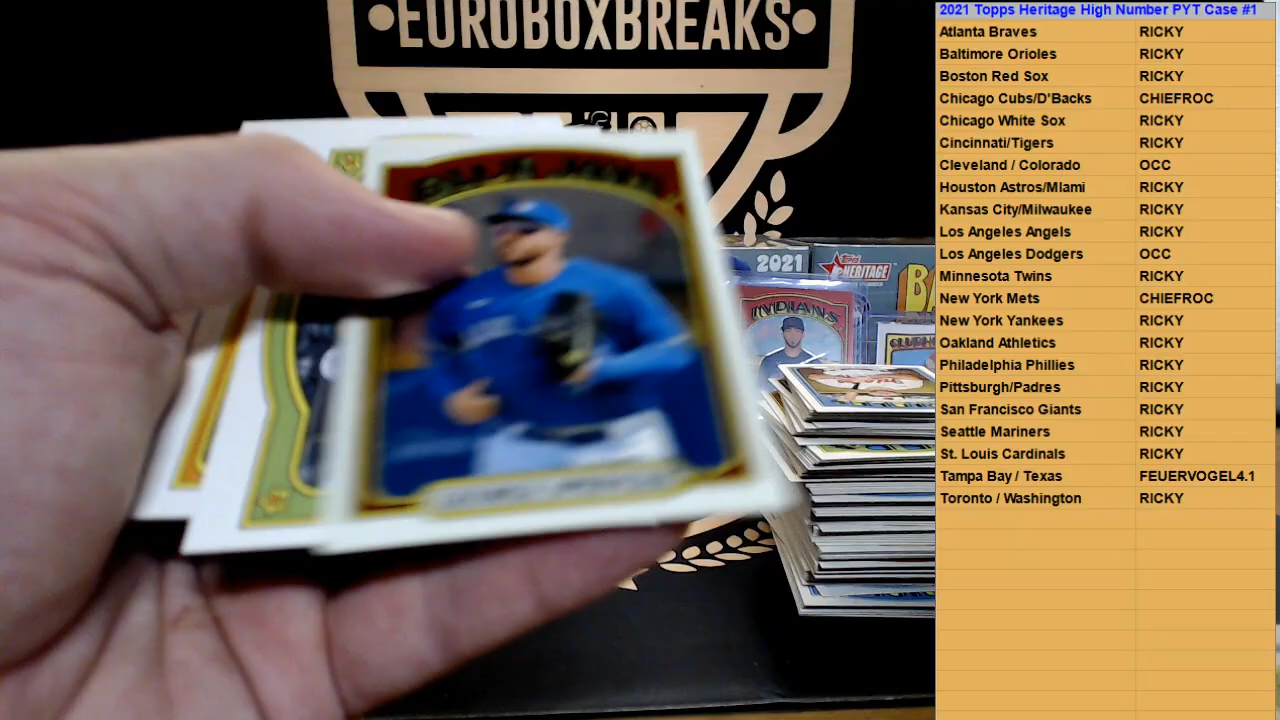 EUROBOXBREAKS
BLUE JAYS
2021
Topps
HERITAGE
BA
INDIANS
2021 Topps Heritage High Number PYT Case #1
Atlanta Braves RICKY
Baltimore Orioles RICKY
Boston Red Sox RICKY
Chicago Cubs/D'Backs CHIEFROC
Chicago White Sox RICKY
Cincinnati/Tigers RICKY
Cleveland / Colorado OCC
Houston Astros/Miami RICKY
Kansas City/Milwaukee RICKY
Los Angeles Angels RICKY
Los Angeles Dodgers OCC
Minnesota Twins RICKY
New York Mets CHIEFROC
New York Yankees RICKY
Oakland Athletics RICKY
Philadelphia Phillies RICKY
Pittsburgh/Padres RICKY
San Francisco Giants RICKY
Seattle Mariners RICKY
St. Louis Cardinals RICKY
Tampa Bay / Texas FEUERVOGEL4.1
Toronto / Washington RICKY